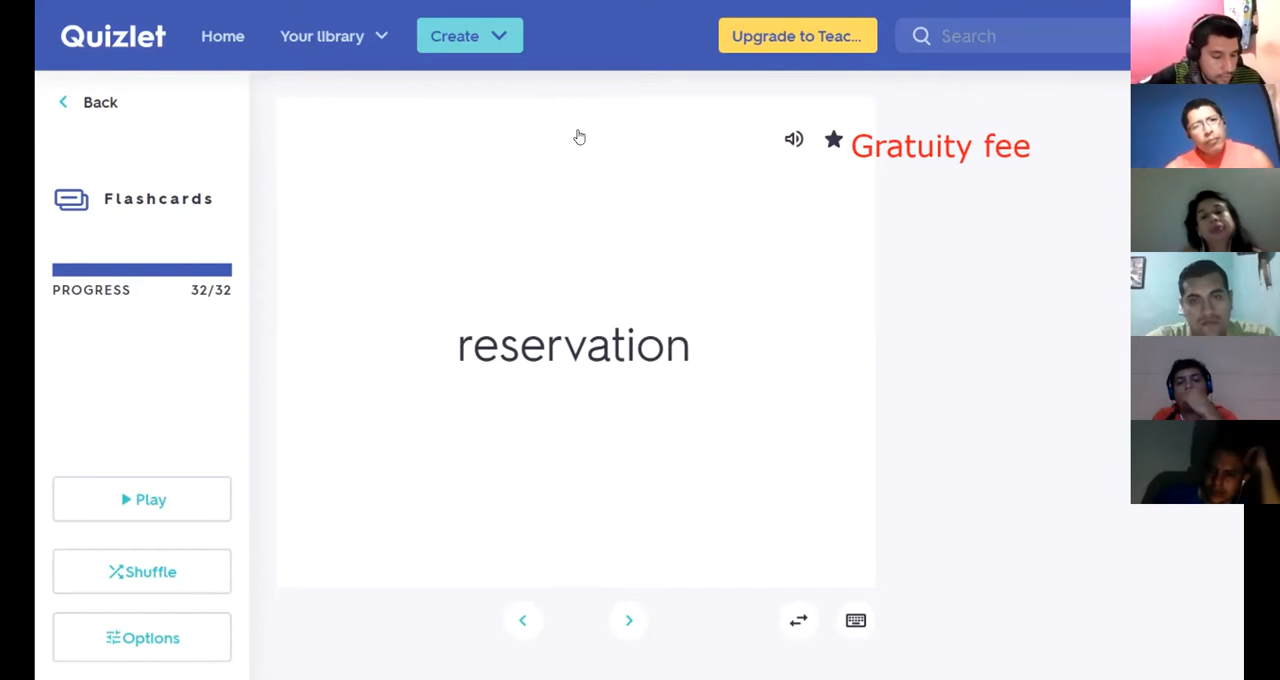 Quizlet
Home
Your library
Create
Upgrade to Teac...
Search
Back
Gratuity fee
Flashcards
PROGRESS 32/32
reservation
Play
Shuffle
Options